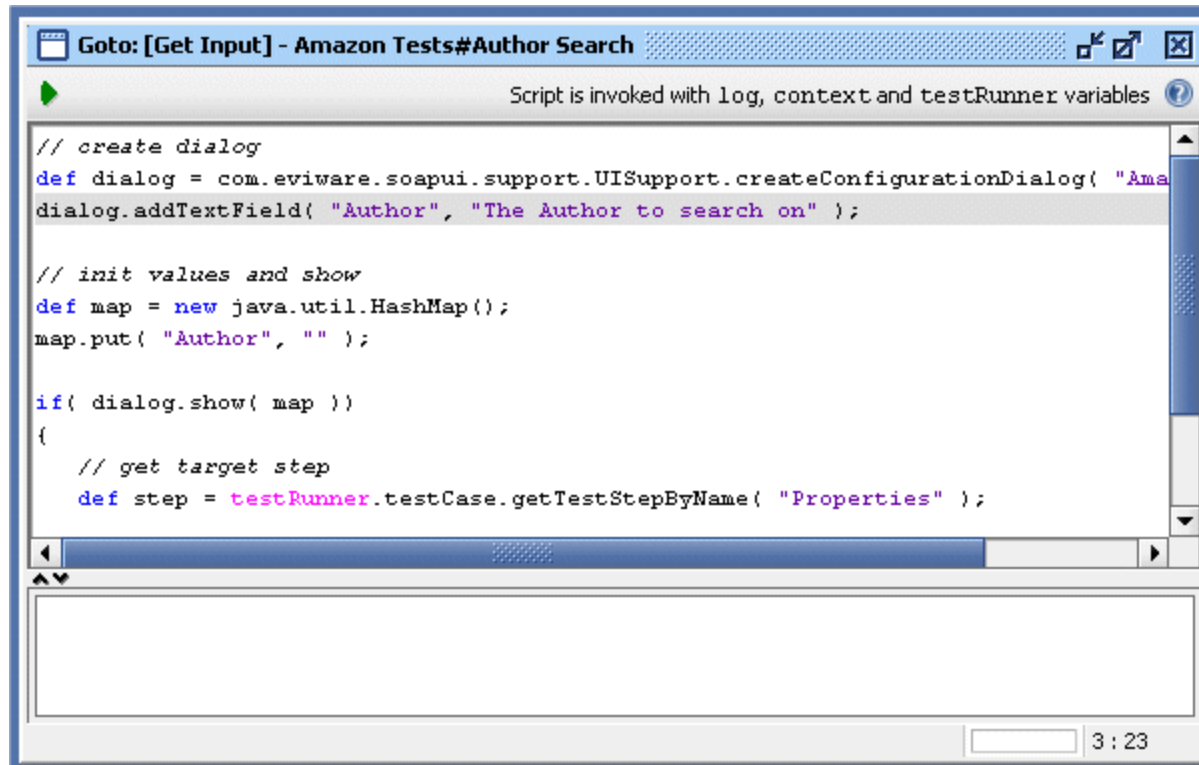 Goto: [Get Input] - Amazon Tests#Author Search
Script is invoked with log, context and testRunner variables
// create dialog
def dialog = com.eviware.soapui.support.UISupport.createConfigurationDialog( "Ama
dialog.addTextField( "Author", "The Author to search on" );
// init values and show
def map = new java.util.HashMap();
map.put( "Author", "" );
if( dialog.show( map ))
{
// get target step
def step = testRunner.testCase.getTestStepByName( "Properties" );
3 : 23